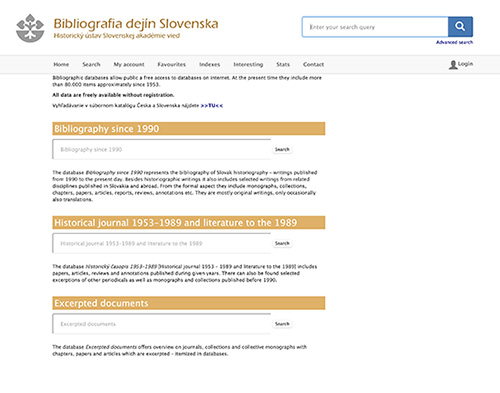 Bibliografia dejín Slovenska
Historický ústav Slovenskej akadémie vied
Enter your search query
Advanced search
Home Search My account Favourites Indexes Interesting Stats Contact Login
Bibliographic databases allow public a free access to databases on internet. At the present time they include more
than 80.000 items approximately since 1953.
All data are freely available without registration.
Vyhľadávanie v súbornom katalógu Česka a Slovenska nájdete >>TU<<
Bibliography since 1990
Bibliography since 1990 Search
The database Bibliography since 1990 represents the bibliography of Slovak historiography - writings published
from 1990 to the present day. Besides historiographic writings it also includes selected writings from related
disciplines published in Slovakia and abroad. From the formal aspect they include monographs, collections,
chapters, papers, articles, reports, reviews, annotations etc. They are mostly original writings, only occasionally
also translations.
Historical journal 1953-1989 and literature to the 1989
Historical journal 1953-1989 and literature to the 1989 Search
The database Historický časopis 1953-1989 [Historical journal 1953 - 1989 and literature to the 1989] includes
papers, articles, reviews and annotations published during given years. There can also be found selected
excerptions of other periodicals as well as monographs and collections published before 1990.
Excerpted documents
Excerpted documents Search
The database Excerpted documents offers overview on journals, collections and collective monographs with
chapters, papers and articles which are excerpted - itemized in databases.